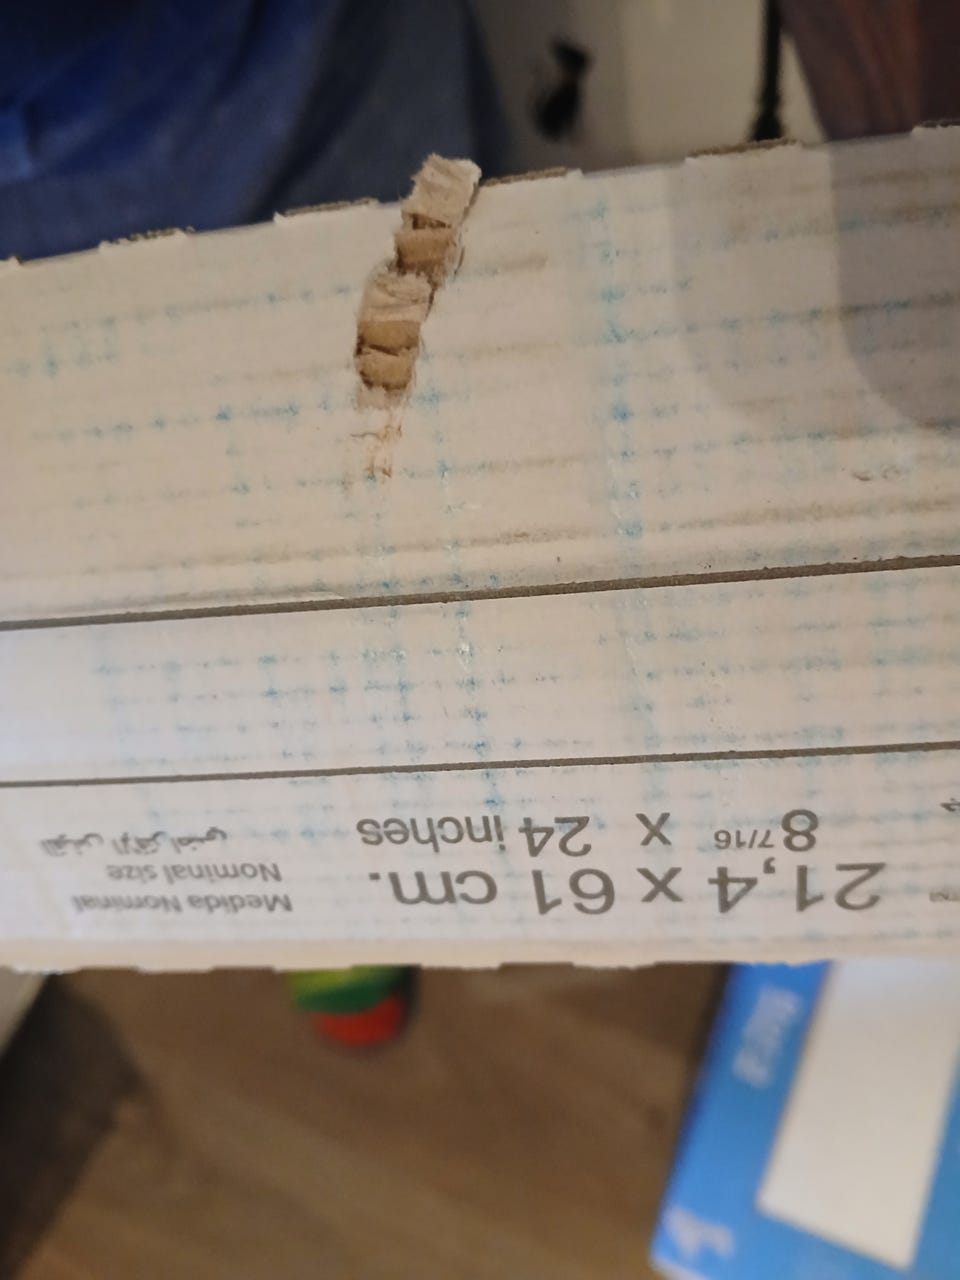 21,4 x 61 cm.
8 7/16 x 24 inches
Medida Nominal
Nominal size